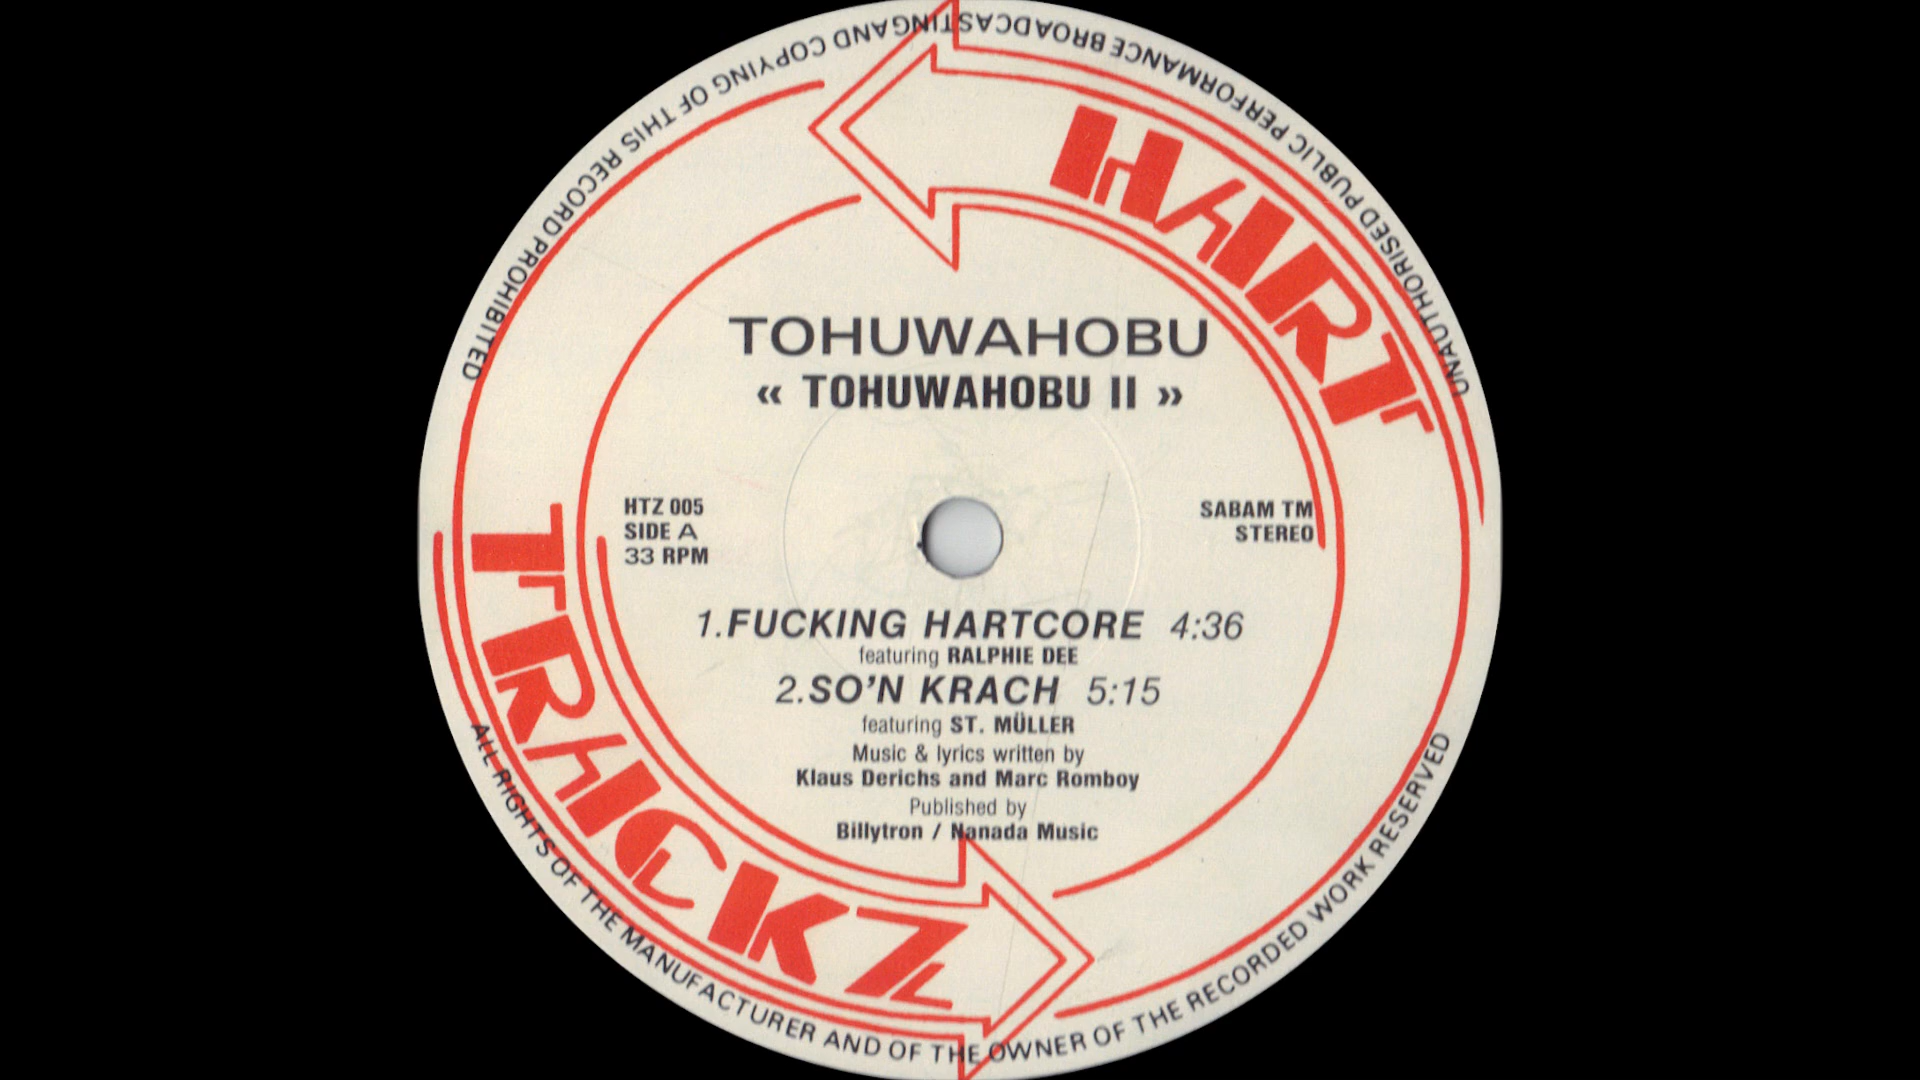 UNAUTHORISED PUBLIC PERFORMANCE BROADCASTING AND COPYING OF THIS RECORD PROHIBITED
HART
TOHUWAHOBU
« TOHUWAHOBU II »
HTZ 005
SIDE A
33 RPM
SABAM TM
STEREO
1.FUCKING HARTCORE 4:36
featuring RALPHIE DEE
2.SO'N KRACH 5:15
featuring ST. MÜLLER
Music & lyrics written by
Klaus Derichs and Marc Romboy
Published by
Billytron / Nanada Music
TRICKZ
ALL RIGHTS OF THE MANUFACTURER AND OF THE OWNER OF THE RECORDED WORK RESERVED